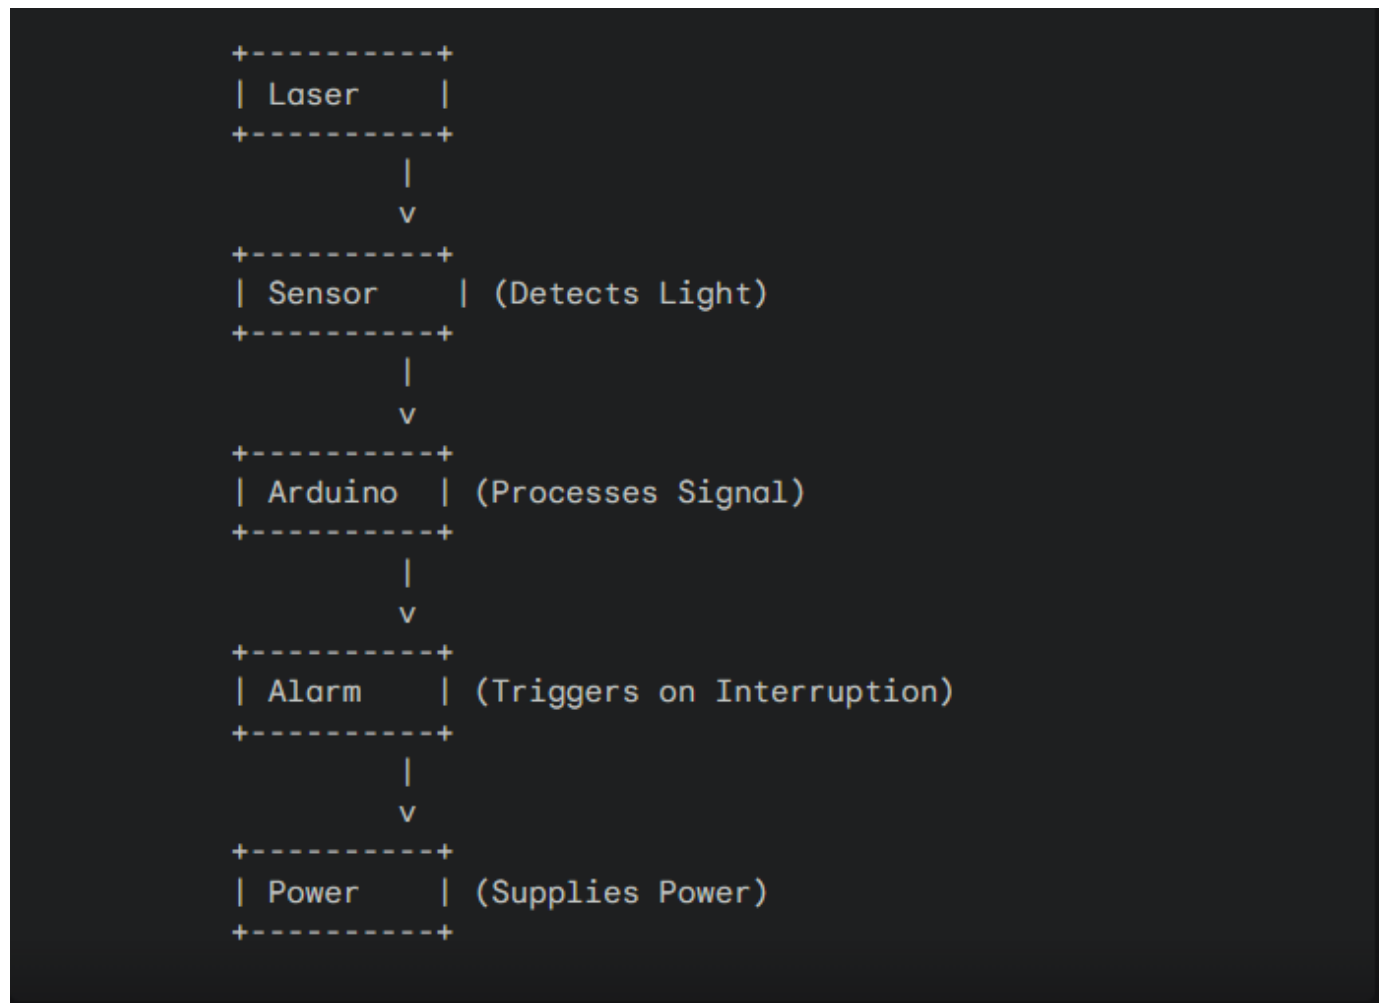 +----------+
| Laser    |
+----------+
         |
         v
+----------+
| Sensor    | (Detects Light)
+----------+
         |
         v
+----------+
| Arduino  | (Processes Signal)
+----------+
         |
         v
+----------+
| Alarm    | (Triggers on Interruption)
+----------+
         |
         v
+----------+
| Power    | (Supplies Power)
+----------+